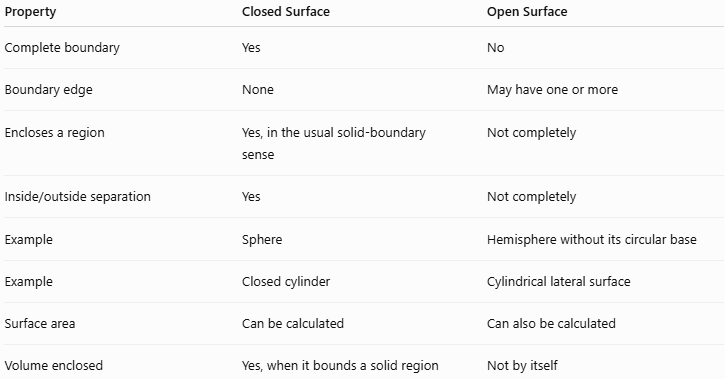 Property Closed Surface Open Surface
Complete boundary Yes No
Boundary edge None May have one or more
Encloses a region Yes, in the usual solid-boundary Not completely
sense
Inside/outside separation Yes Not completely
Example Sphere Hemisphere without its circular base
Example Closed cylinder Cylindrical lateral surface
Surface area Can be calculated Can also be calculated
Volume enclosed Yes, when it bounds a solid region Not by itself